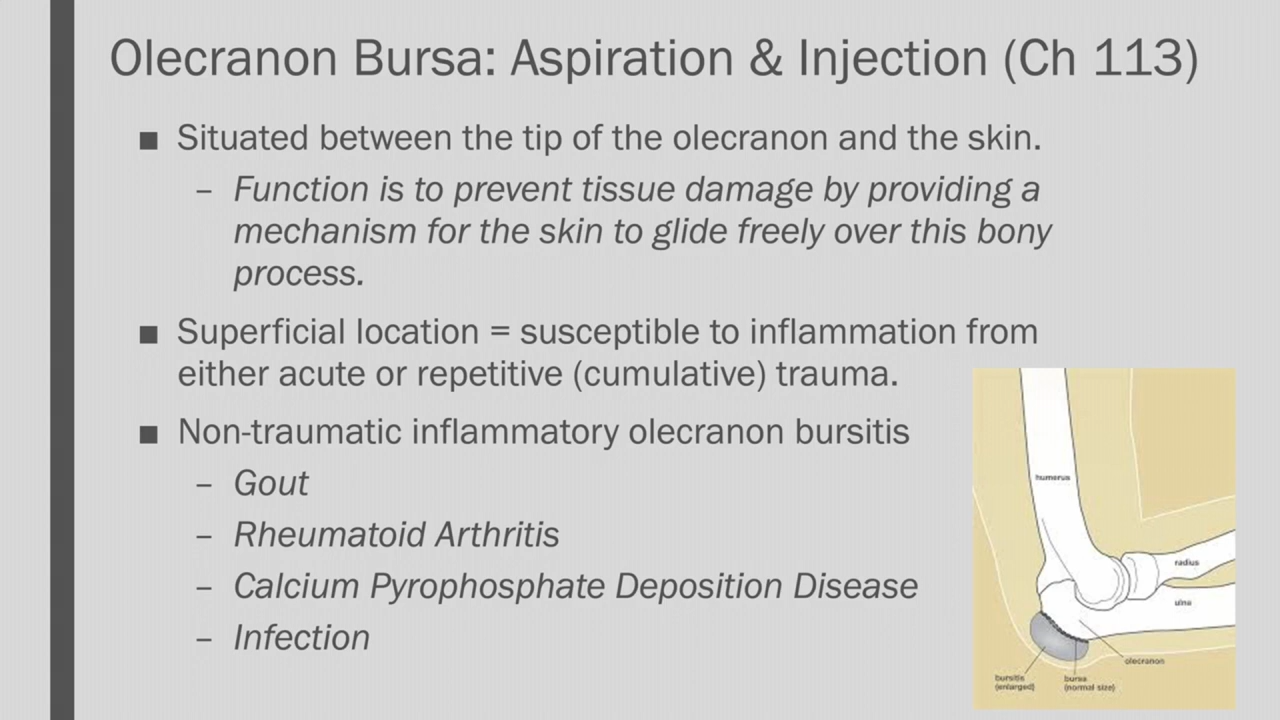 Olecranon Bursa: Aspiration & Injection (Ch 113)
■ Situated between the tip of the olecranon and the skin.
– Function is to prevent tissue damage by providing a
mechanism for the skin to glide freely over this bony
process.
■ Superficial location = susceptible to inflammation from
either acute or repetitive (cumulative) trauma.
■ Non-traumatic inflammatory olecranon bursitis
– Gout
– Rheumatoid Arthritis
– Calcium Pyrophosphate Deposition Disease
– Infection
humerus
radius
ulna
olecranon
bursitis
(enlarged)
bursa
(normal size)